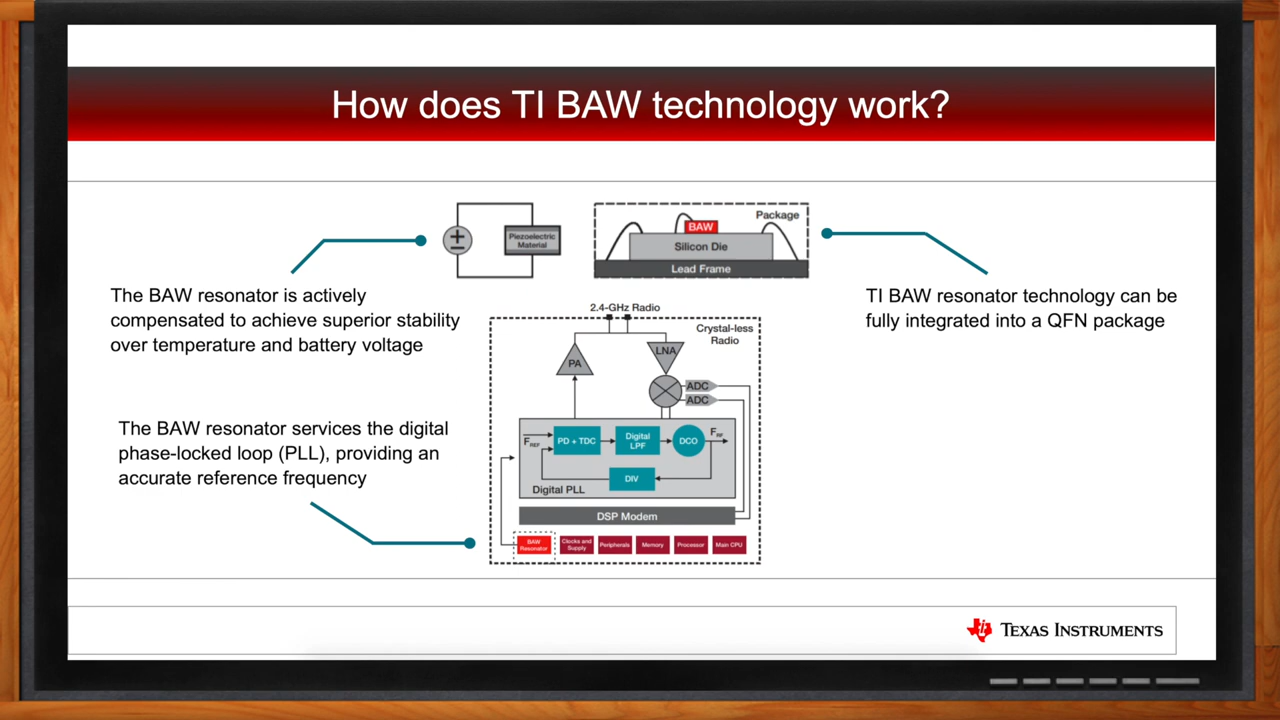 How does TI BAW technology work?
Piezoelectric
Material
Package
BAW
Silicon Die
Lead Frame
The BAW resonator is actively
compensated to achieve superior stability
over temperature and battery voltage
TI BAW resonator technology can be
fully integrated into a QFN package
2.4-GHz Radio
Crystal-less
Radio
PA
LNA
ADC
ADC
The BAW resonator services the digital
phase-locked loop (PLL), providing an
accurate reference frequency
FREF
PD + TDC
Digital
LPF
DCO
FRF
DIV
Digital PLL
DSP Modem
BAW
Resonator
Clocks and
Supply
Peripherals
Memory
Processor
Main CPU
TEXAS INSTRUMENTS